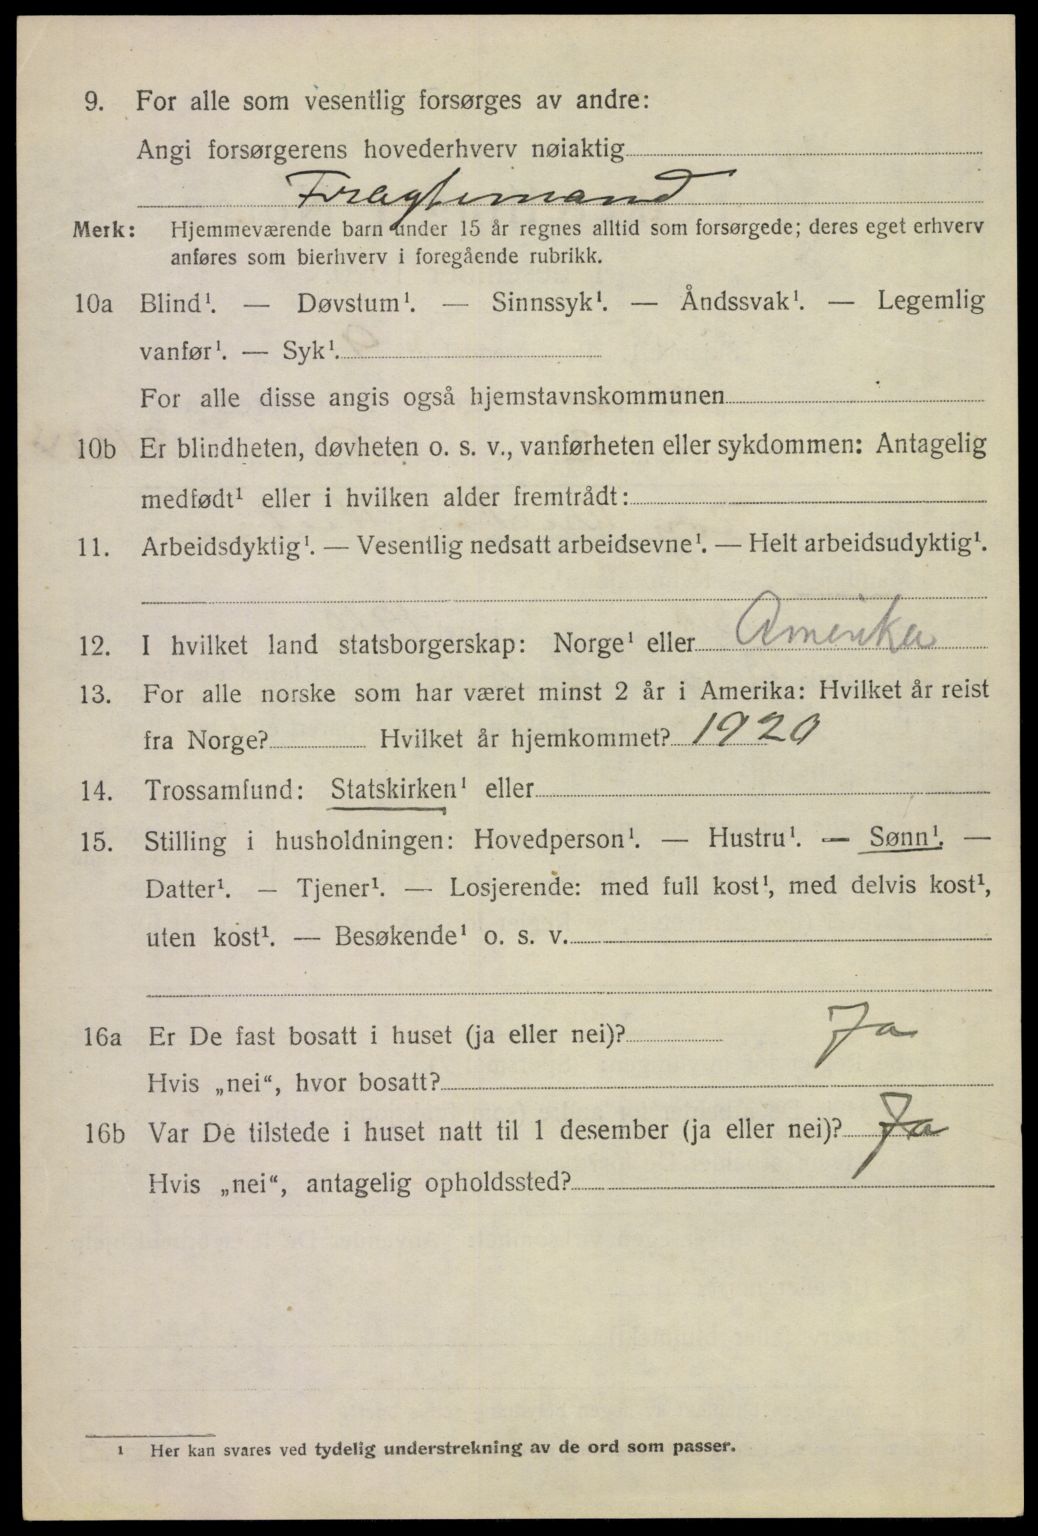 9. For alle som vesentlig forsørges av andre:
Angi forsørgerens hovederhverv nøiaktig
Fragtemand
Merk: Hjemmeværende barn under 15 år regnes alltid som forsørgede; deres eget erhverv
anføres som bierhverv i foregående rubrikk.
10a Blind¹. — Døvstum¹. — Sinnssyk¹. — Åndssvak¹. — Legemlig
vanfør¹. — Syk¹.
For alle disse angis også hjemstavnskommunen
10b Er blindheten, døvheten o. s. v., vanførheten eller sykdommen: Antagelig
medfødt¹ eller i hvilken alder fremtrådt:
11. Arbeidsdyktig¹. — Vesentlig nedsatt arbeidsevne¹. — Helt arbeidsudyktig¹.
12. I hvilket land statsborgerskap: Norge¹ eller Amerika
13. For alle norske som har været minst 2 år i Amerika: Hvilket år reist
fra Norge? Hvilket år hjemkommet? 1920
14. Trossamfund: Statskirken¹ eller
15. Stilling i husholdningen: Hovedperson¹. — Hustru¹. — Sønn¹. —
Datter¹. — Tjener¹. — Losjerende: med full kost¹, med delvis kost¹,
uten kost¹. — Besøkende¹ o. s. v.
16a Er De fast bosatt i huset (ja eller nei)? Ja
Hvis „nei“, hvor bosatt?
16b Var De tilstede i huset natt til 1 desember (ja eller nei)? Ja
Hvis „nei“, antagelig opholdssted?
¹ Her kan svares ved tydelig understrekning av de ord som passer.